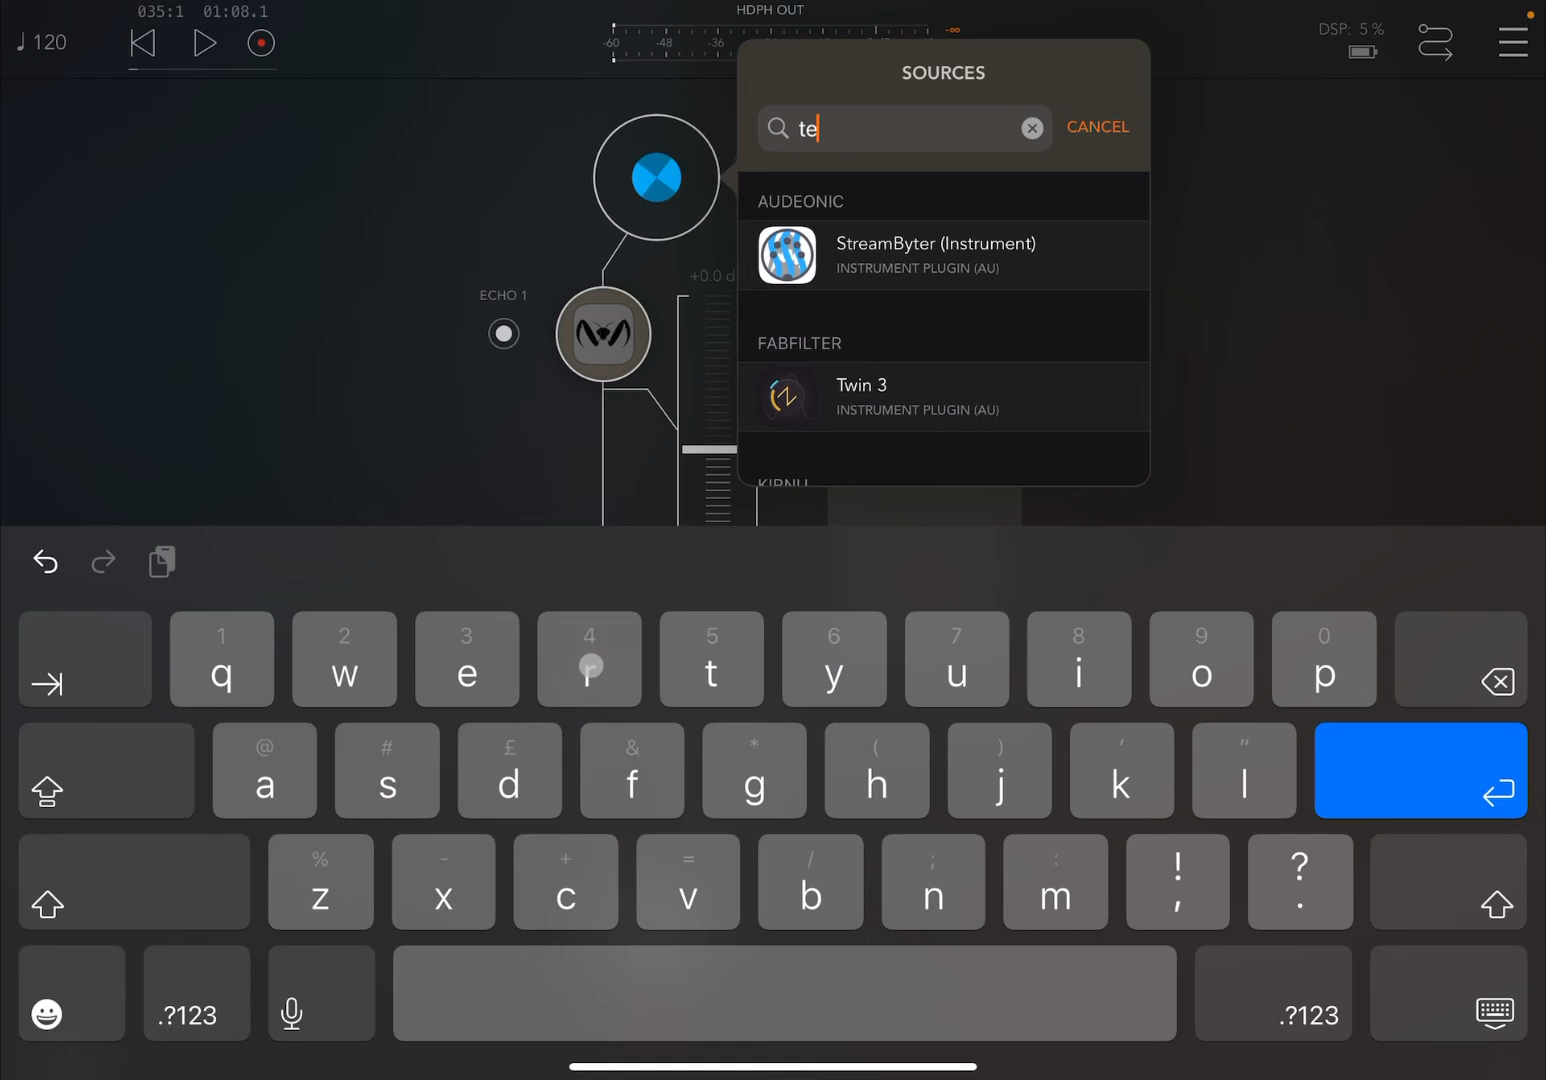 035:1 01:08.1
HDPH OUT
♩ 120
-60 -48 -36
-∞
DSP: 5 %
SOURCES
te
CANCEL
AUDEONIC
StreamByter (Instrument)
INSTRUMENT PLUGIN (AU)
ECHO 1
+0.0 d
FABFILTER
Twin 3
INSTRUMENT PLUGIN (AU)
KIRNU
1 2 3 4 5 6 7 8 9 0
q w e r t y u i o p
@ # £ & * ( ) ' "
a s d f g h j k l
% - + = / ; : ! ?
z x c v b n m , .
.?123 .?123